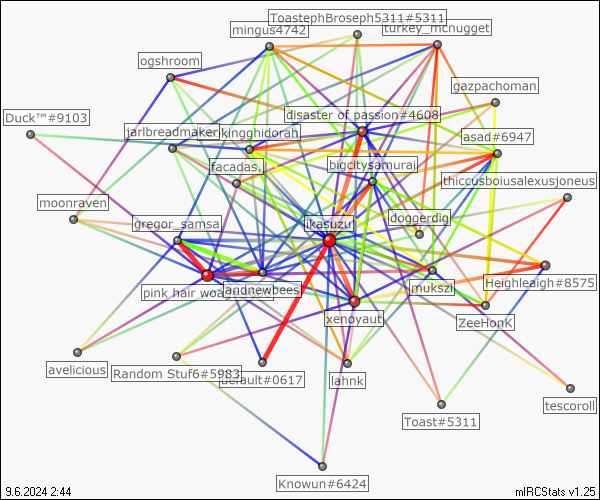 ToastephBroseph5311#5311
mingus4742
turkey_mcnugget
ogshroom
gazpachoman
Duck™#9103
disaster of passion#4608
jarlbreadmaker
kingghidorah
asad#6947
facadas.
bigcitysamurai
thiccusboiusalexusjoneus
moonraven
gregor_samsa
ikasuzu
doggerdig
pink hair woa
andnewbees
mukszi
Heighleaigh#8575
xenoyaut
ZeeHonk
avelicious
Random Stuf6#5983
default#0617
lahnk
tescoroll
Toast#5311
Knowun#6424
9.6.2024 2:44
mIRCStats v1.25